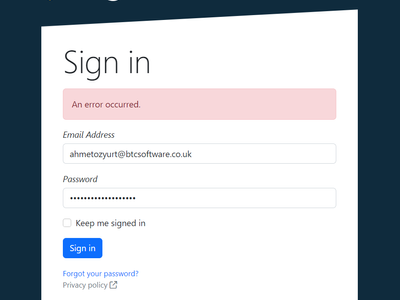 Sign in
An error occurred.
Email Address
ahmetozyurt@btcsoftware.co.uk
Password
•••••••••••••••••••
Keep me signed in
Sign in
Forgot your password?
Privacy policy